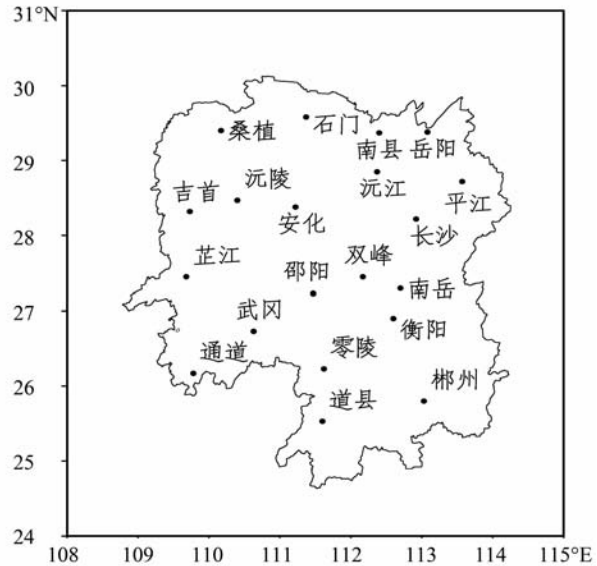 31°N
30
29
28
27
26
25
24
108 109 110 111 112 113 114 115°E
桑植
石门
南县 岳阳
吉首 沅陵
沅江
平江
安化
长沙
芷江
双峰
邵阳
南岳
武冈
衡阳
通道
零陵
郴州
道县